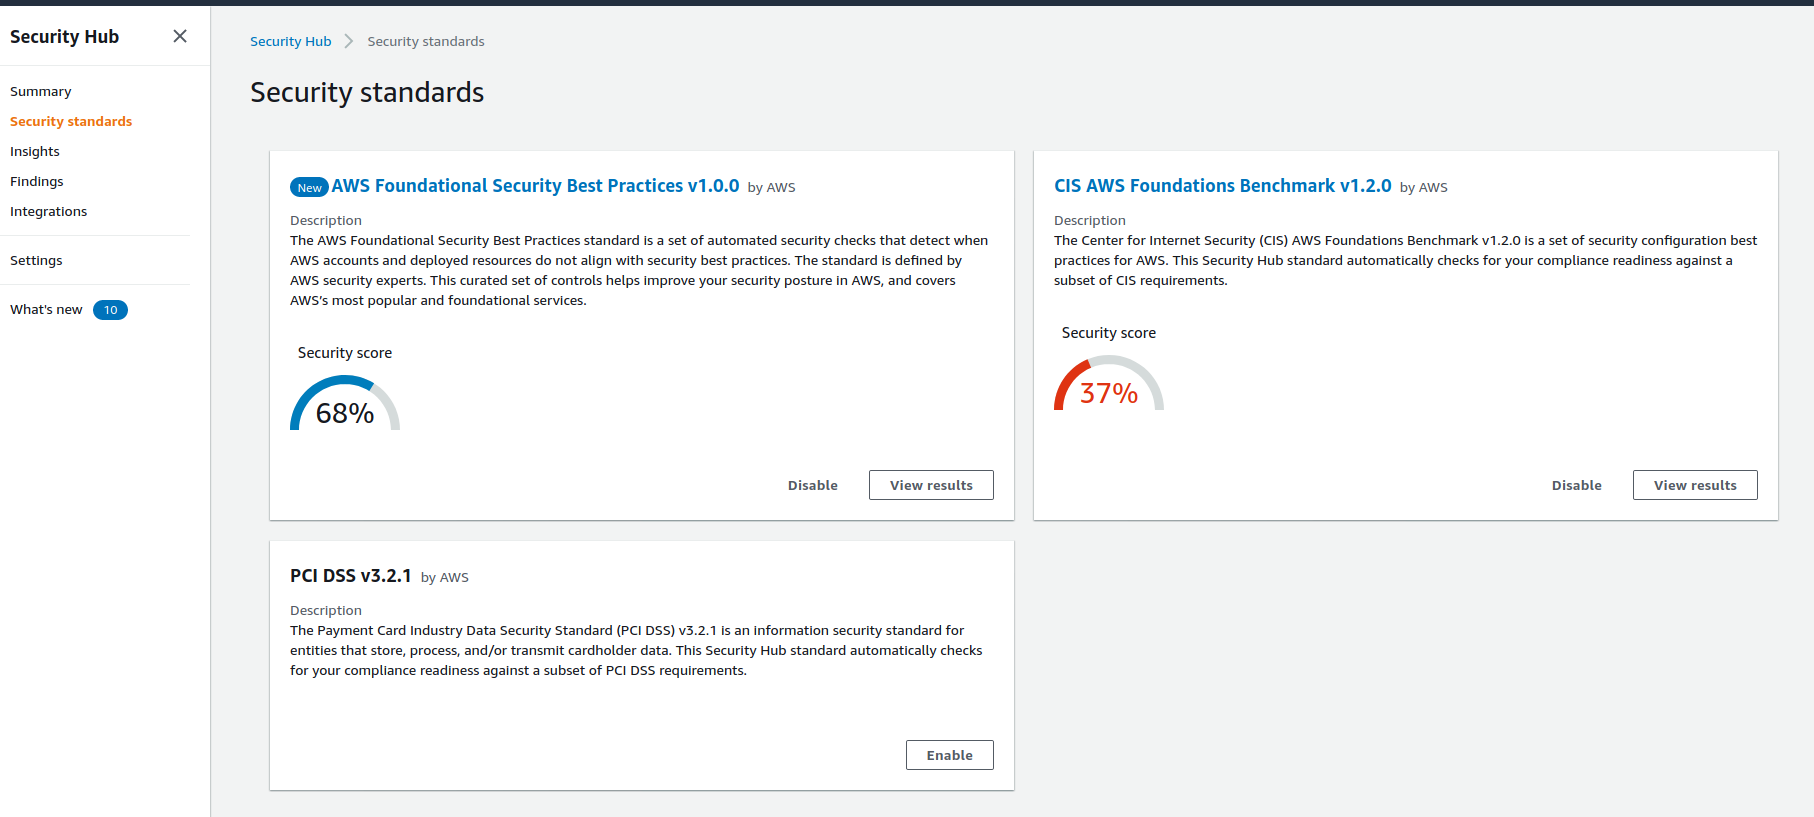 Security Hub
Summary
Security standards
Insights
Findings
Integrations
Settings
What's new 10
Security Hub Security standards
Security standards
New AWS Foundational Security Best Practices v1.0.0 by AWS
Description
The AWS Foundational Security Best Practices standard is a set of automated security checks that detect when
AWS accounts and deployed resources do not align with security best practices. The standard is defined by
AWS security experts. This curated set of controls helps improve your security posture in AWS, and covers
AWS's most popular and foundational services.
Security score
68%
Disable View results
CIS AWS Foundations Benchmark v1.2.0 by AWS
Description
The Center for Internet Security (CIS) AWS Foundations Benchmark v1.2.0 is a set of security configuration best
practices for AWS. This Security Hub standard automatically checks for your compliance readiness against a
subset of CIS requirements.
Security score
37%
Disable View results
PCI DSS v3.2.1 by AWS
Description
The Payment Card Industry Data Security Standard (PCI DSS) v3.2.1 is an information security standard for
entities that store, process, and/or transmit cardholder data. This Security Hub standard automatically checks
for your compliance readiness against a subset of PCI DSS requirements.
Enable